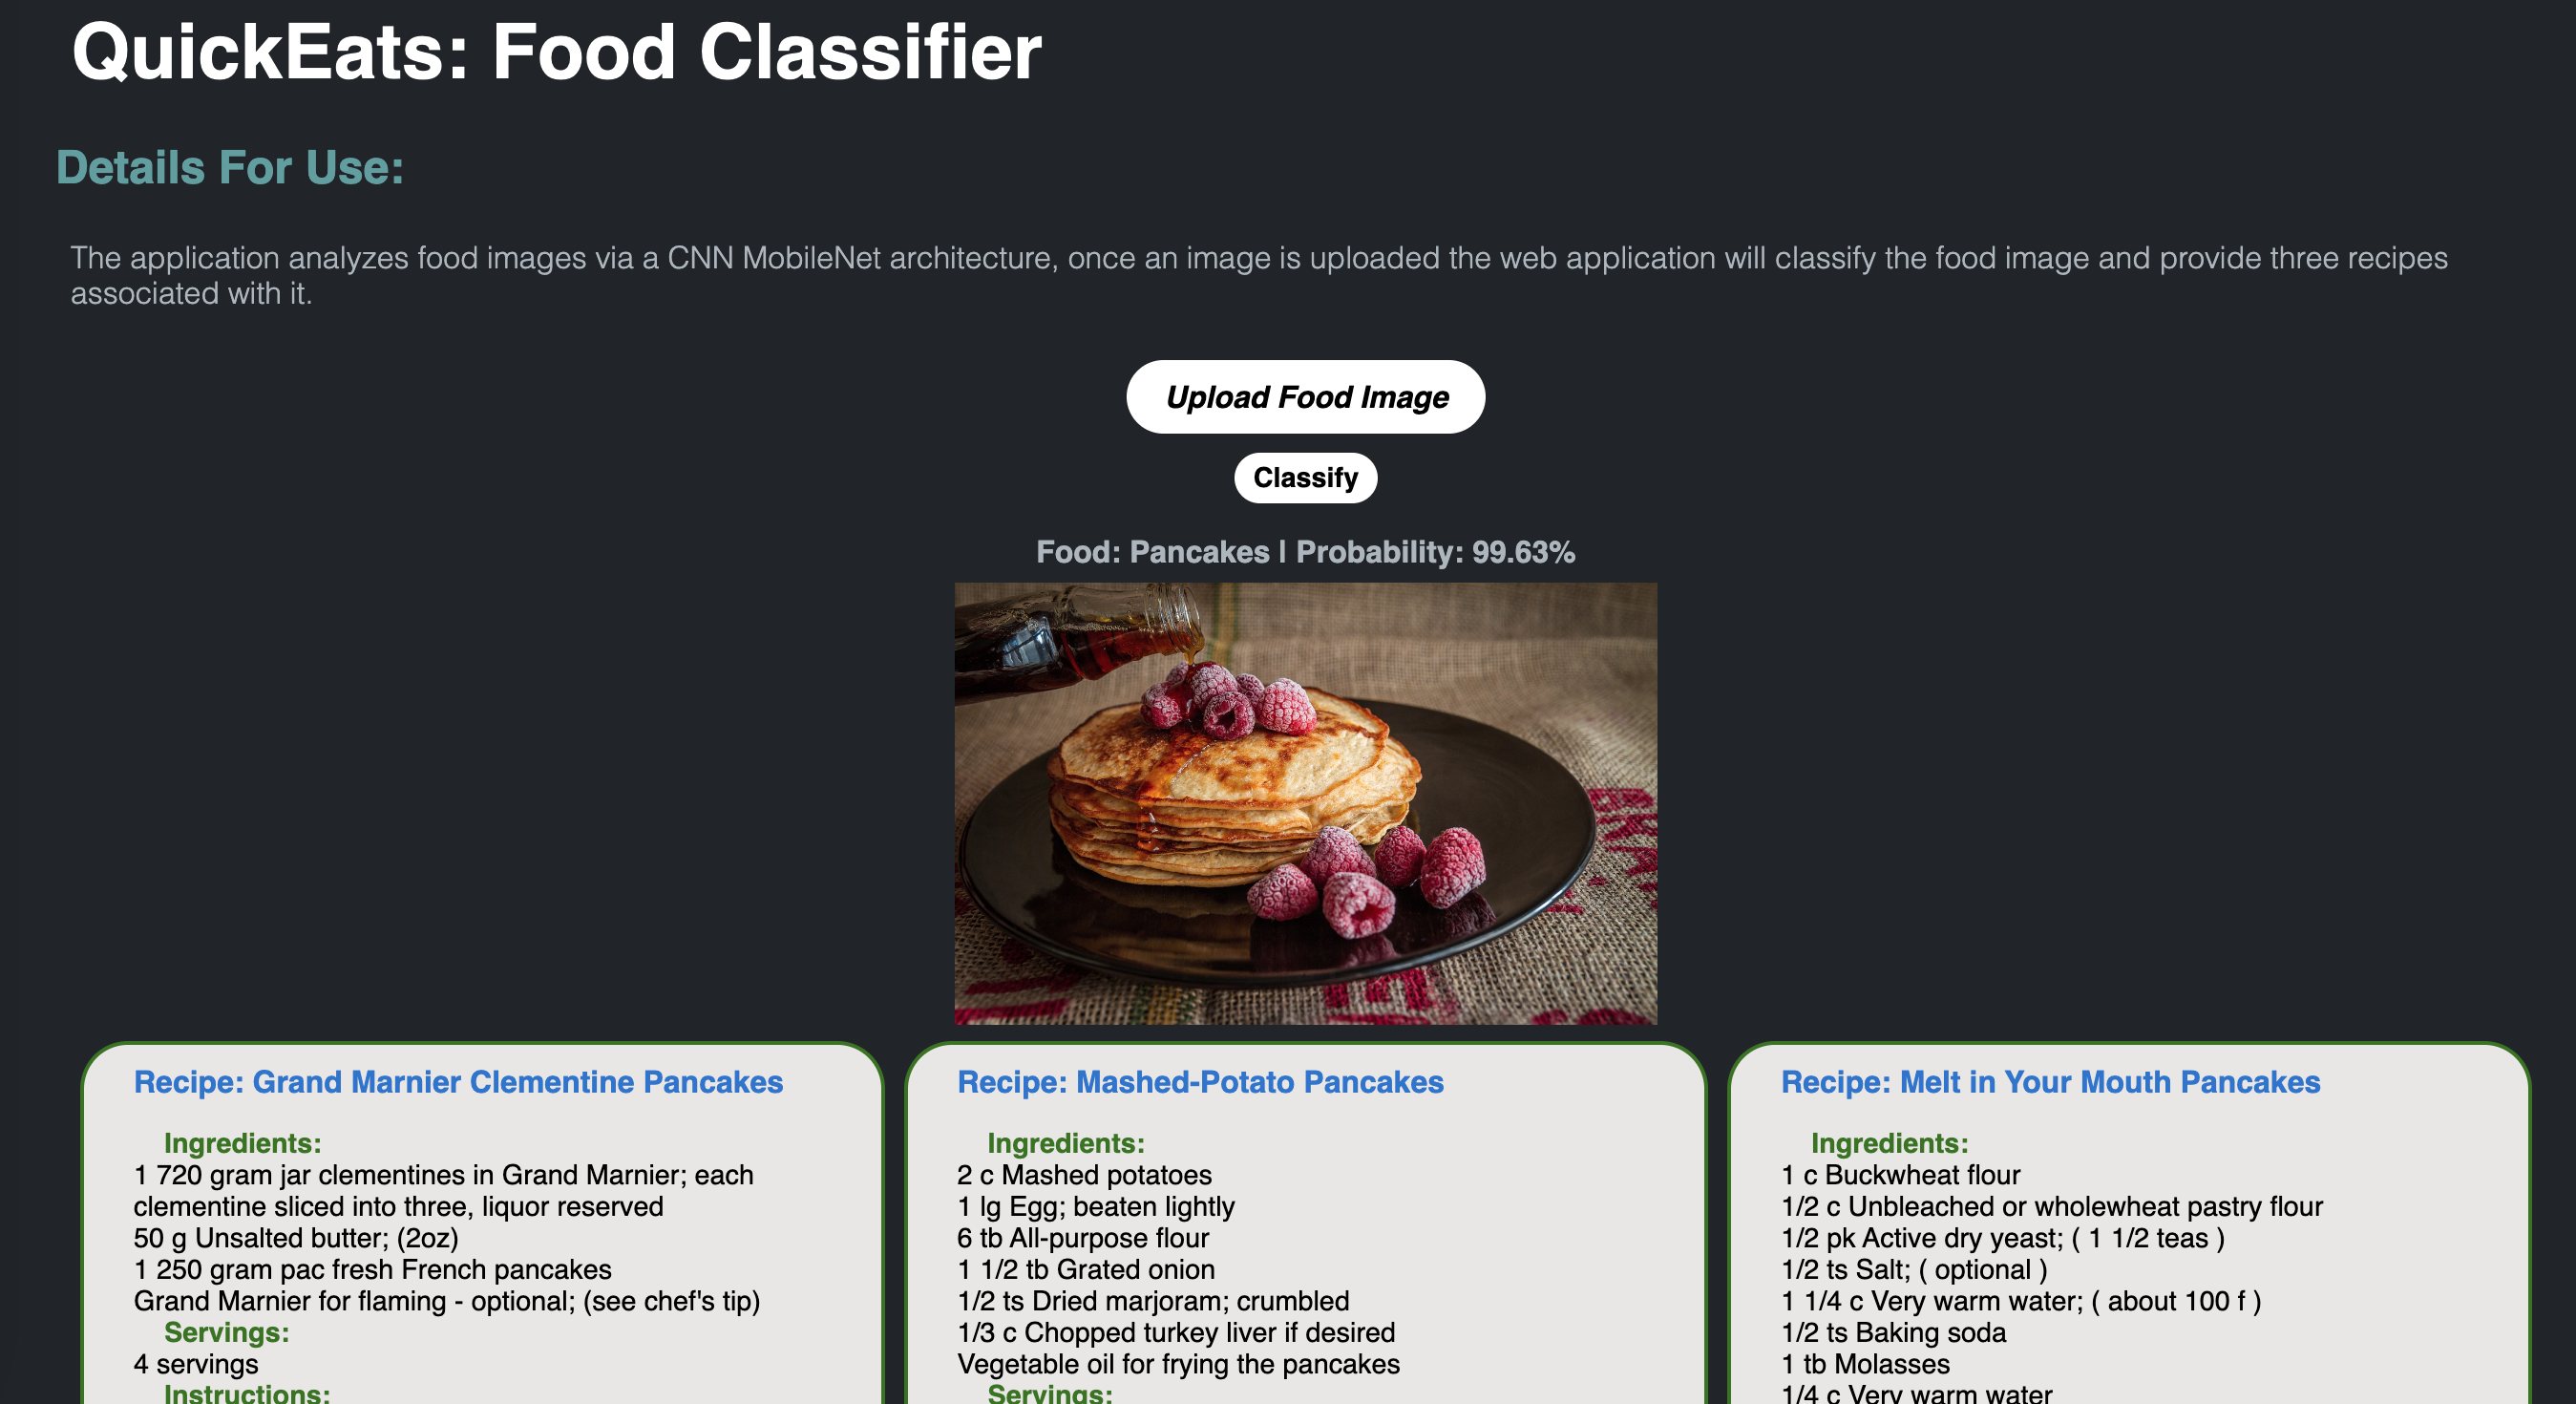 QuickEats: Food Classifier
Details For Use:
The application analyzes food images via a CNN MobileNet architecture, once an image is uploaded the web application will classify the food image and provide three recipes
associated with it.
Upload Food Image
Classify
Food: Pancakes | Probability: 99.63%
Recipe: Grand Marnier Clementine Pancakes
Ingredients:
1 720 gram jar clementines in Grand Marnier; each
clementine sliced into three, liquor reserved
50 g Unsalted butter; (2oz)
1 250 gram pac fresh French pancakes
Grand Marnier for flaming - optional; (see chef's tip)
Servings:
4 servings
Instructions:
Recipe: Mashed-Potato Pancakes
Ingredients:
2 c Mashed potatoes
1 lg Egg; beaten lightly
6 tb All-purpose flour
1 1/2 tb Grated onion
1/2 ts Dried marjoram; crumbled
1/3 c Chopped turkey liver if desired
Vegetable oil for frying the pancakes
Servings:
Recipe: Melt in Your Mouth Pancakes
Ingredients:
1 c Buckwheat flour
1/2 c Unbleached or wholewheat pastry flour
1/2 pk Active dry yeast; ( 1 1/2 teas )
1/2 ts Salt; ( optional )
1 1/4 c Very warm water; ( about 100 f )
1/2 ts Baking soda
1 tb Molasses
1/4 c Very warm water